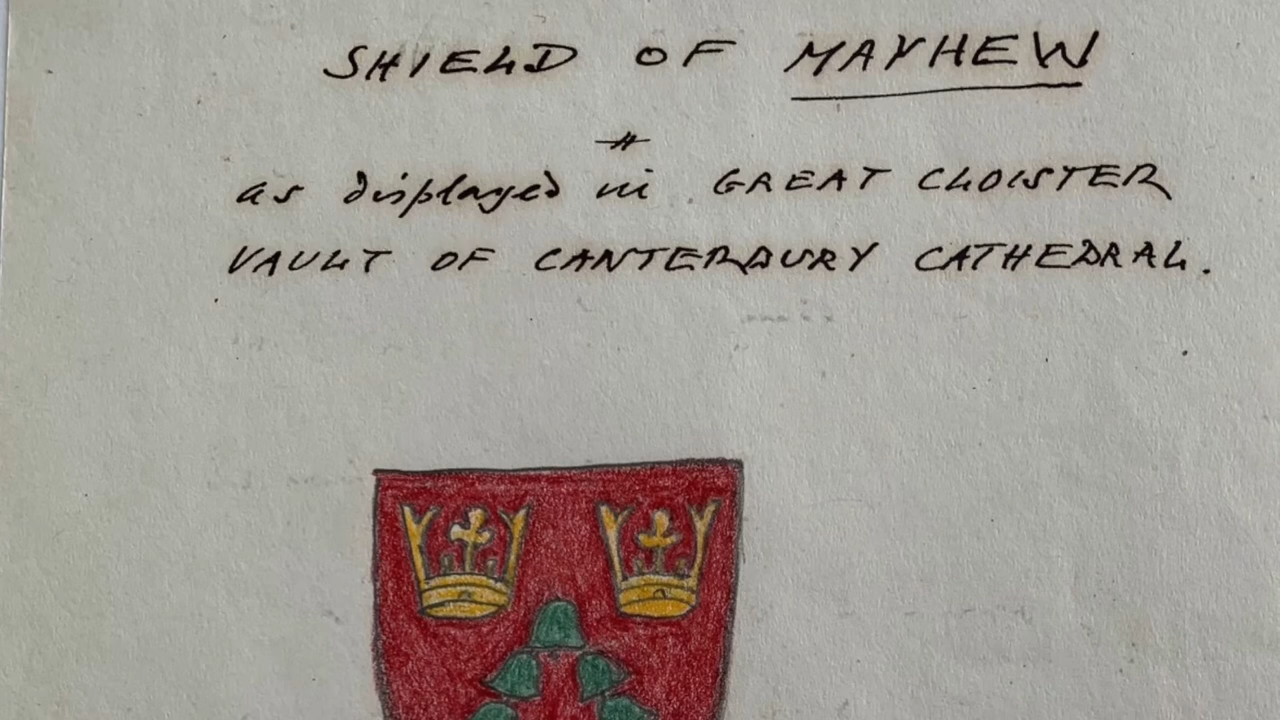 SHIELD OF MAYHEW
as displayed in GREAT CLOISTER
VAULT OF CANTERBURY CATHEDRAL.